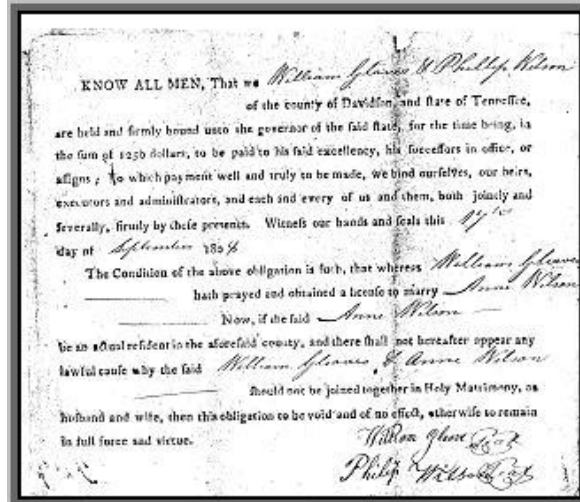 KNOW ALL MEN, That we William Gleaves & Phillip Wilson
of the county of Davidson, and state of Tennessee,
are held and firmly bound unto the governor of the said state, for the time being, in
the sum of 1250 dollars, to be paid to his said excellency, his successors in office, or
assigns; To which payment well and truly to be made, we bind ourselves, our heirs,
executors and administrators, and each and every of us and them, both jointly and
severally, firmly by these presents. Witness our hands and seals this 17th
day of September 180
The Condition of the above obligation is such, that whereas William Gleaves
hath prayed and obtained a license to marry Anne Wilson
Now, if the said Anne Wilson
be an actual resident in the aforesaid county, and there shall not hereafter appear any
lawful cause why the said William Gleaves & Anne Wilson
should not be joined together in Holy Matrimony, as
husband and wife, then this obligation to be void and of no effect, otherwise to remain
in full force and virtue.
Philip Wilson